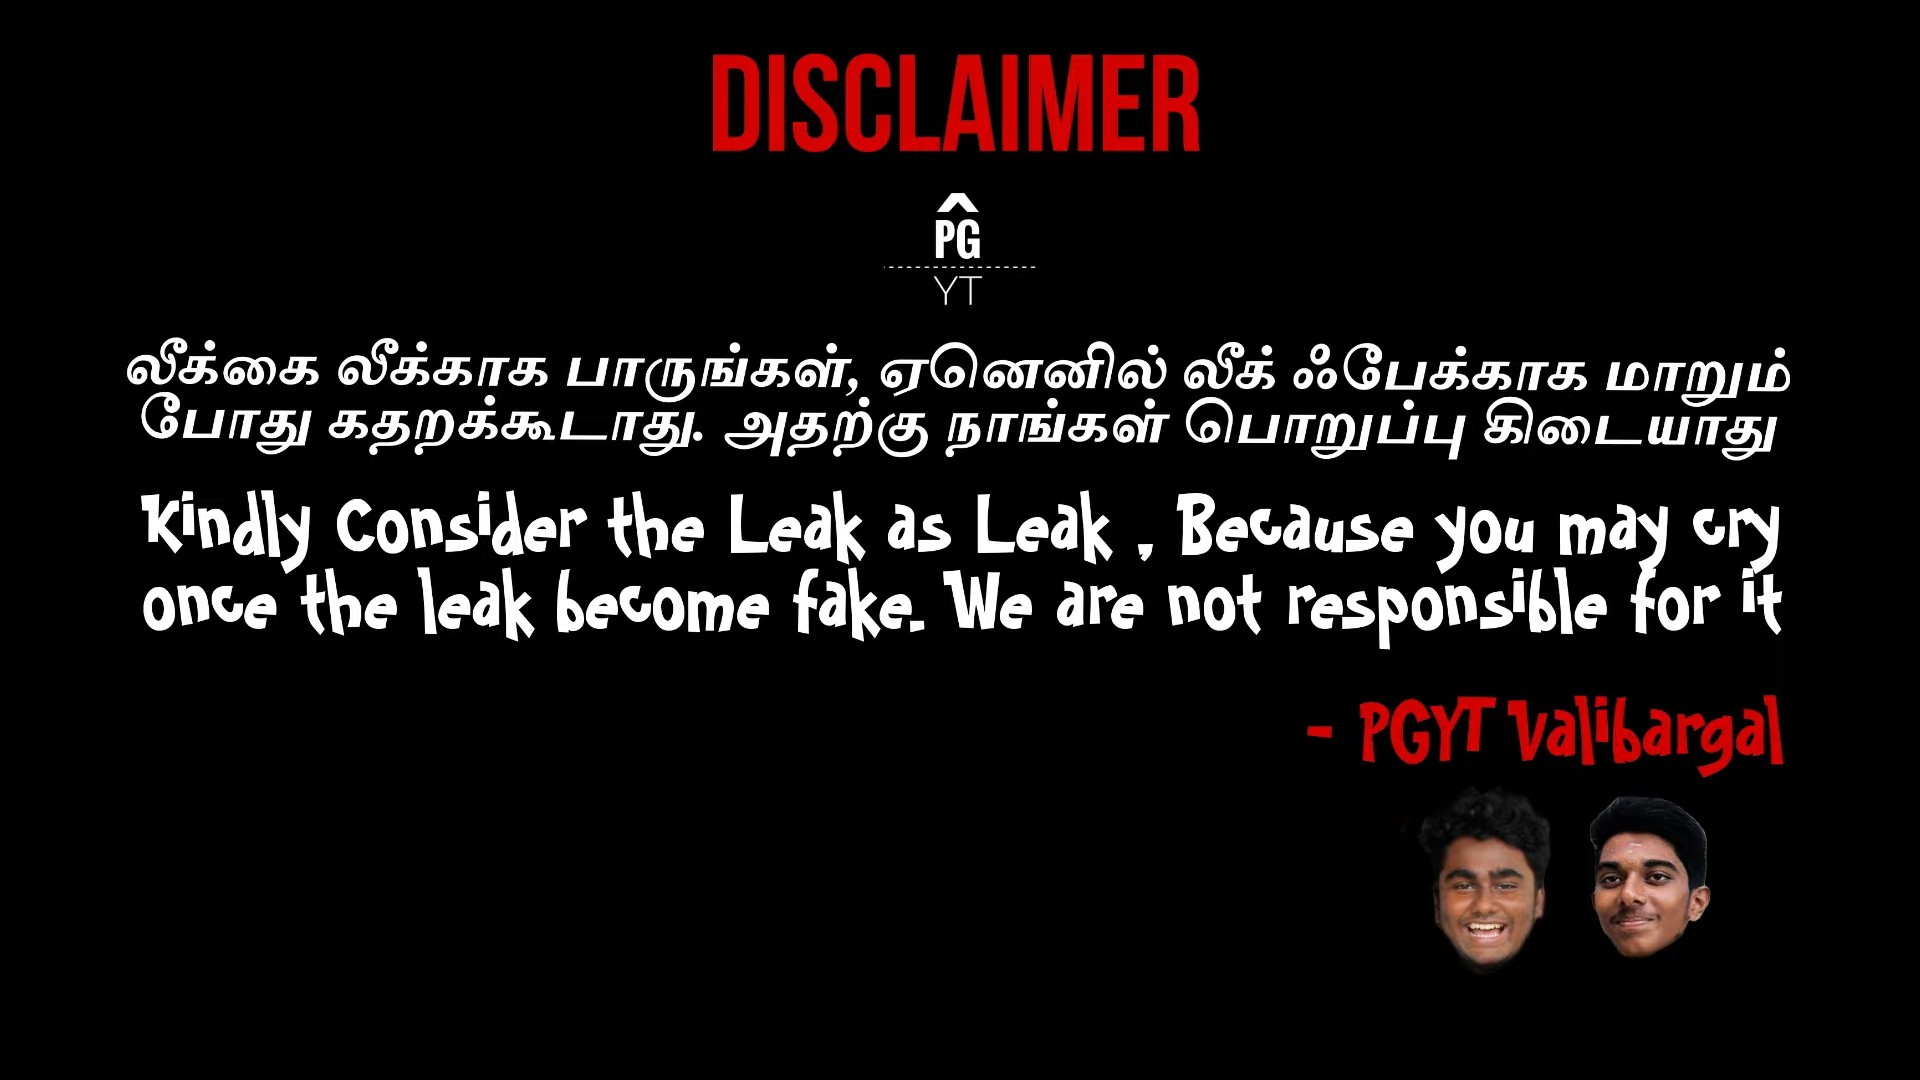 DISCLAIMER
PG
YT
லீக்கை லீக்காக பாருங்கள், ஏனெனில் லீக் ஃபேக்காக மாறும்
போது கதறக்கூடாது. அதற்கு நாங்கள் பொறுப்பு கிடையாது
Kindly Consider the Leak as Leak , Because you may cry
once the leak become fake. We are not responsible for it
- PGYT Valibargal